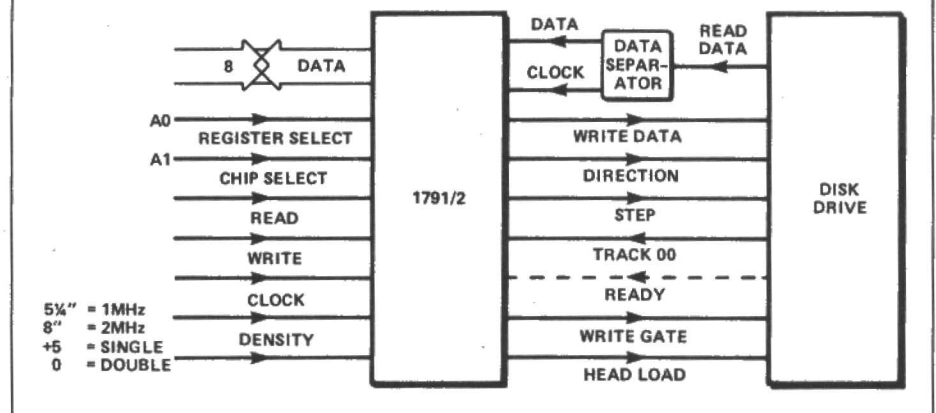 8 DATA
A0
REGISTER SELECT
A1
CHIP SELECT
READ
WRITE
CLOCK
DENSITY
5¼" = 1MHz
8" = 2MHz
+5 = SINGLE
0 = DOUBLE
1791/2
DATA
CLOCK
DATA
SEPAR-
ATOR
READ
DATA
WRITE DATA
DIRECTION
STEP
TRACK 00
READY
WRITE GATE
HEAD LOAD
DISK
DRIVE